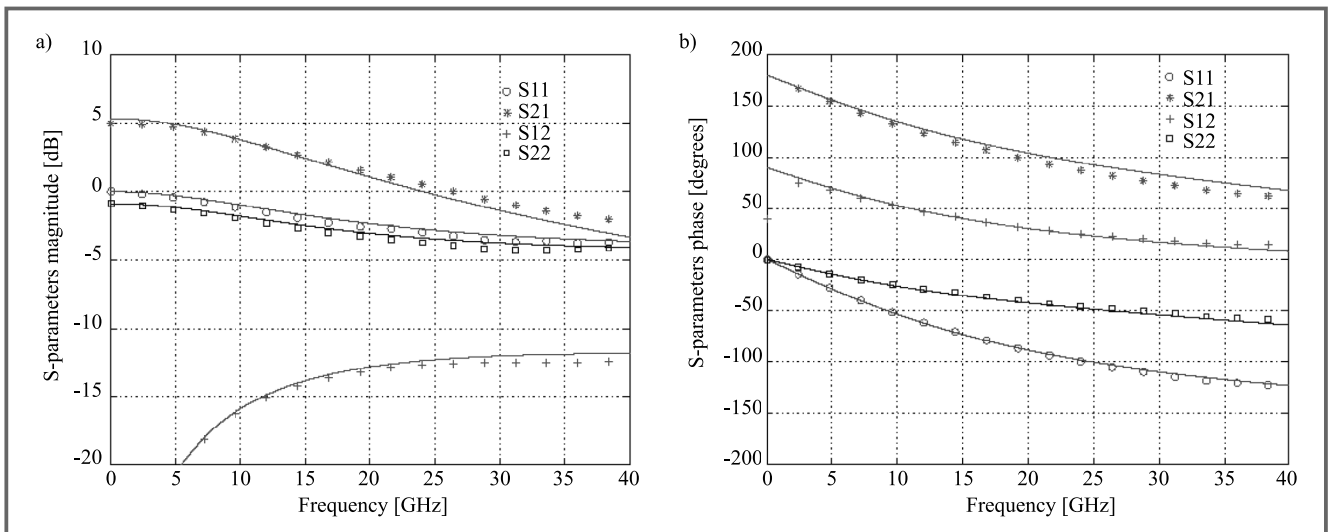 a)
S-parameters magnitude [dB]
10
5
0
-5
-10
-15
-20
S11
S21
S12
S22
0 5 10 15 20 25 30 35 40
Frequency [GHz]
b)
S-parameters phase [degrees]
200
150
100
50
0
-50
-100
-150
-200
S11
S21
S12
S22
0 5 10 15 20 25 30 35 40
Frequency [GHz]